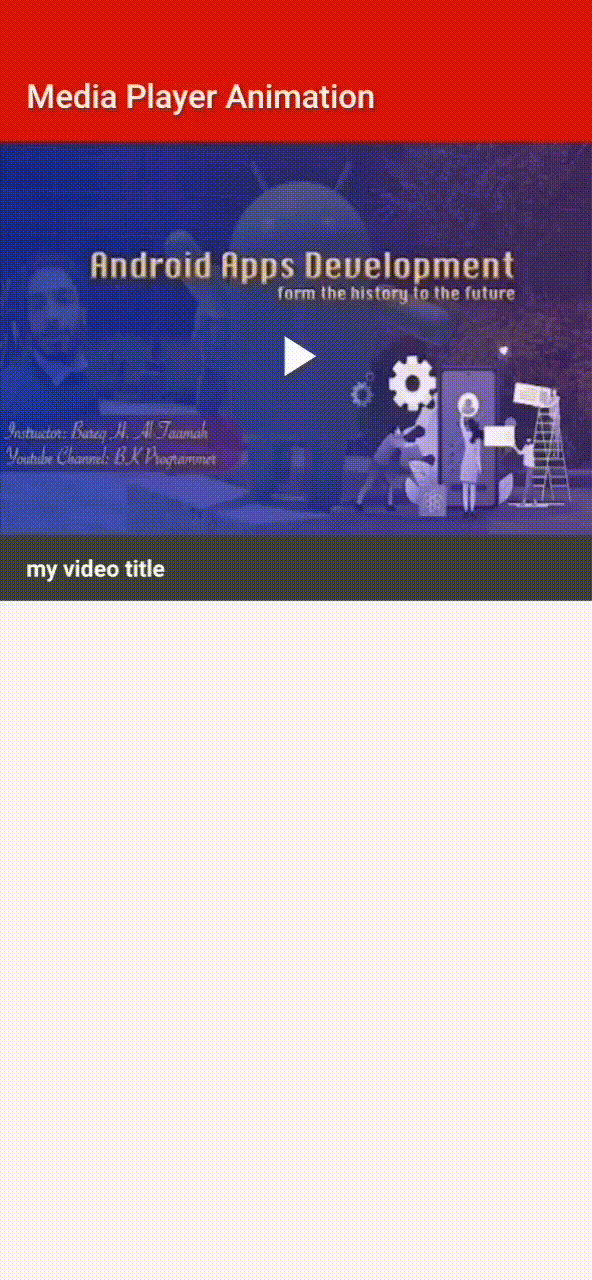 Media Player Animation
Android Apps Development
form the history to the future
Instructor: Bareq H. Al Taamah
Youtube Channel: B.K Programmer
my video title